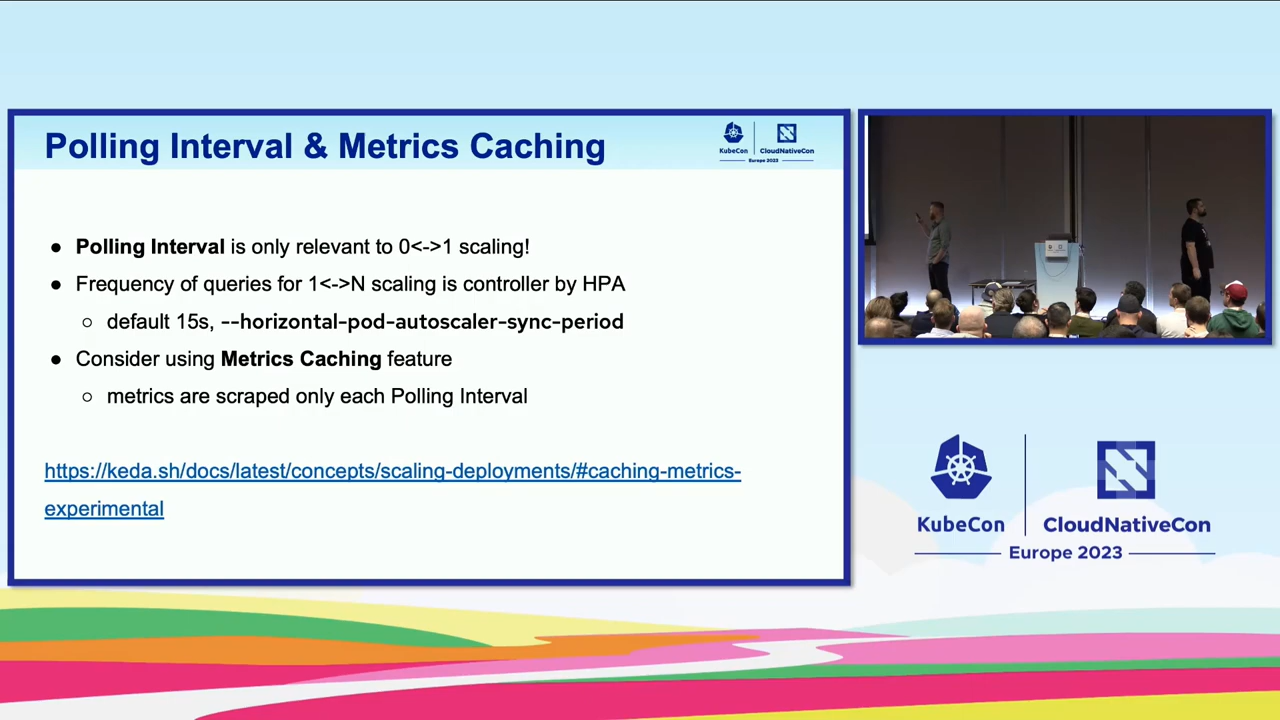 Polling Interval & Metrics Caching
KubeCon
CloudNativeCon
Europe 2023
● Polling Interval is only relevant to 0<->1 scaling!
● Frequency of queries for 1<->N scaling is controller by HPA
○ default 15s, --horizontal-pod-autoscaler-sync-period
● Consider using Metrics Caching feature
○ metrics are scraped only each Polling Interval
https://keda.sh/docs/latest/concepts/scaling-deployments/#caching-metrics-
experimental
KubeCon
CloudNativeCon
Europe 2023